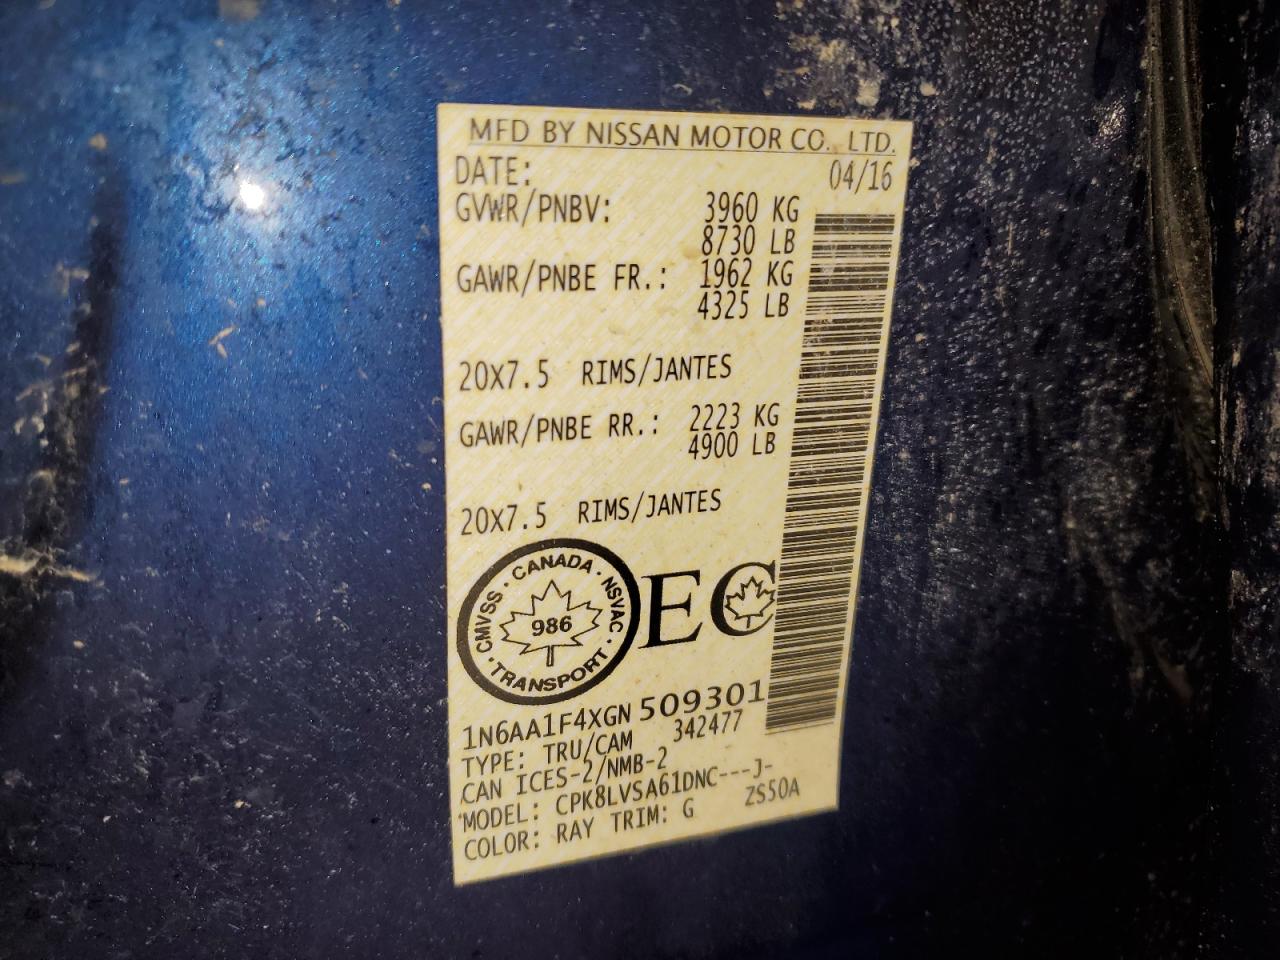 MFD BY NISSAN MOTOR CO., LTD.
DATE: 04/16
GVWR/PNBV: 3960 KG
8730 LB
GAWR/PNBE FR.: 1962 KG
4325 LB
20X7.5 RIMS/JANTES
GAWR/PNBE RR.: 2223 KG
4900 LB
20X7.5 RIMS/JANTES
CANADA · NSVAC · TRANSPORT · CMVSS ·
986
EC
1N6AA1F4XGN509301
TYPE: TRU/CAM 342477
CAN ICES-2/NMB-2
MODEL: CPK8LVSA61DNC---J-
COLOR: RAY TRIM: G ZS50A